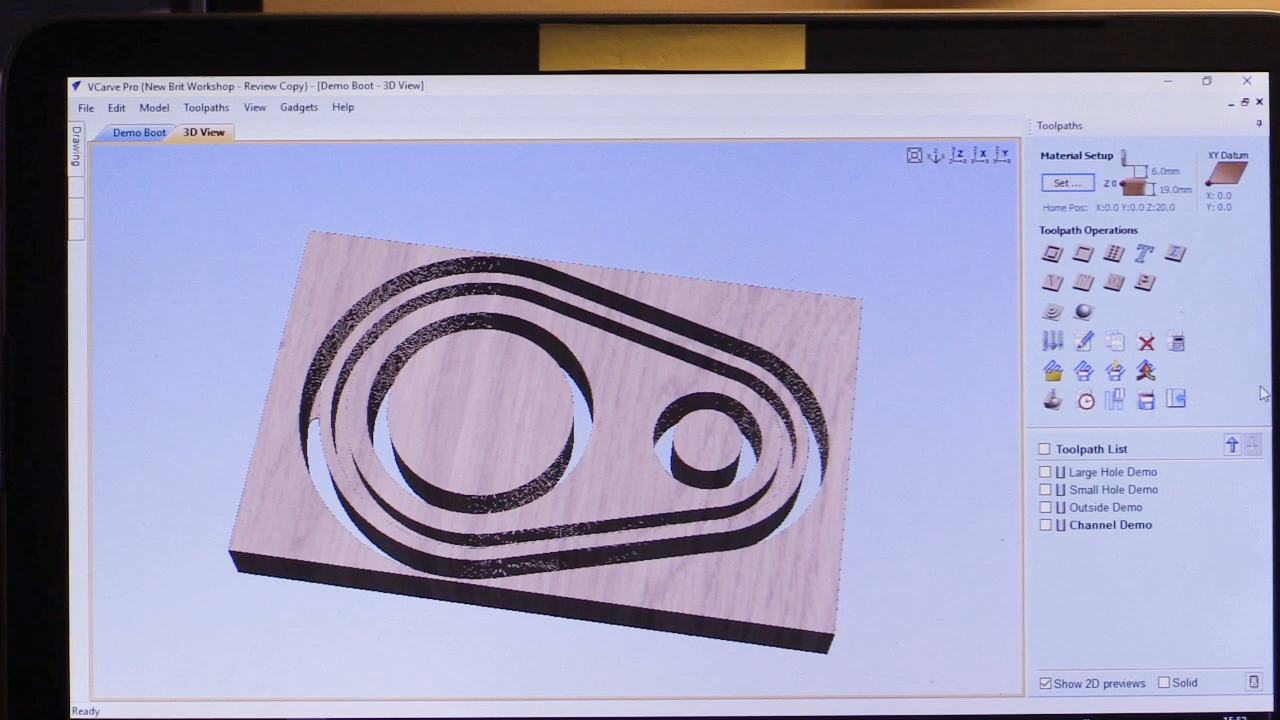 VCarve Pro {New Brit Workshop - Review Copy} - [Demo Boot - 3D View]
File Edit Model Toolpaths View Gadgets Help
Drawing
Demo Boot 3D View
Z X Y
Toolpaths
Material Setup
XY Datum
Set ...
Z 0
6.0mm
19.0mm
X: 0.0
Y: 0.0
Home Pos: X:0.0 Y:0.0 Z:20.0
Toolpath Operations
Toolpath List
Large Hole Demo
Small Hole Demo
Outside Demo
Channel Demo
Show 2D previews Solid
Ready